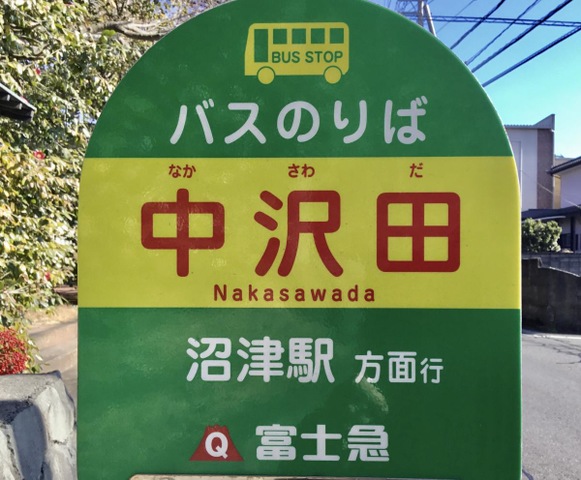 BUS STOP
バスのりば
なか さわ だ
中沢田
Nakasawada
沼津駅 方面行
Q 富士急